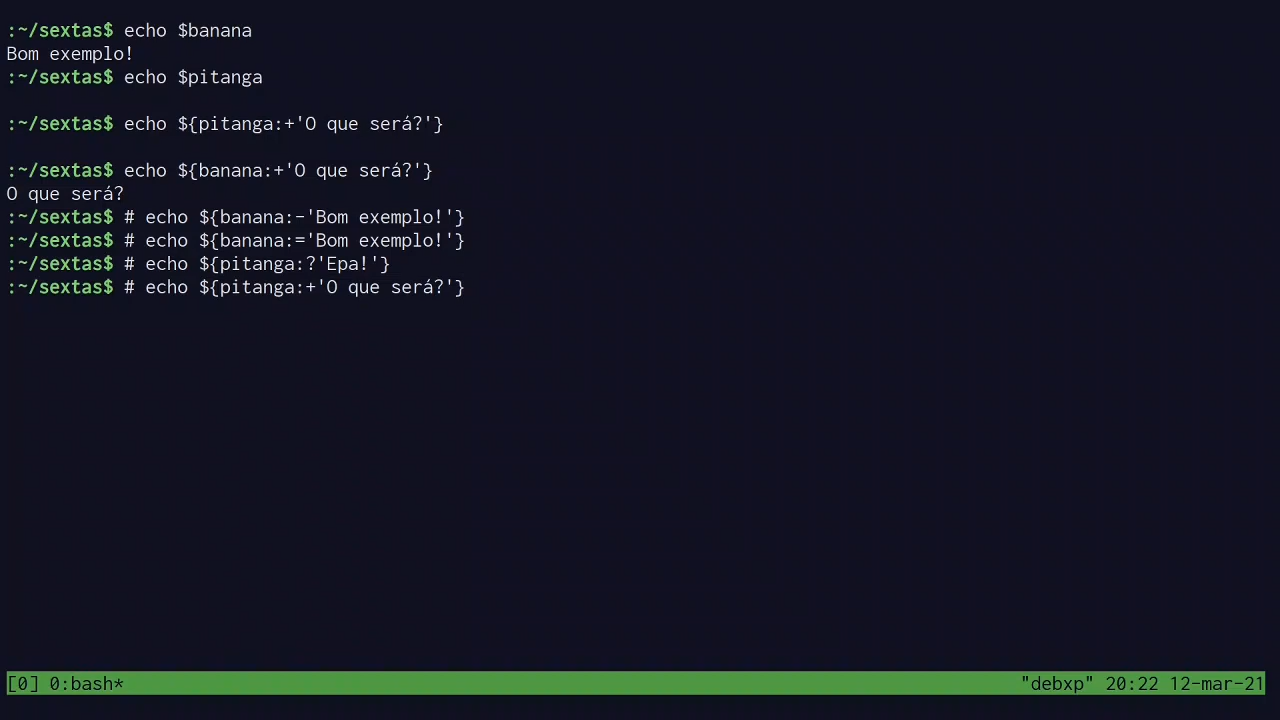 :~/sextas$ echo $banana
Bom exemplo!
:~/sextas$ echo $pitanga
:~/sextas$ echo ${pitanga:+'O que será?'}
:~/sextas$ echo ${banana:+'O que será?'}
O que será?
:~/sextas$ # echo ${banana:-'Bom exemplo!'}
:~/sextas$ # echo ${banana:='Bom exemplo!'}
:~/sextas$ # echo ${pitanga:?'Epa!'}
:~/sextas$ # echo ${pitanga:+'O que será?'}
[0] 0:bash* "debxp" 20:22 12-mar-21